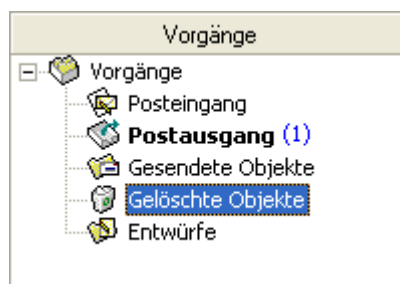 Vorgänge
Vorgänge
Posteingang
Postausgang (1)
Gesendete Objekte
Gelöschte Objekte
Entwürfe